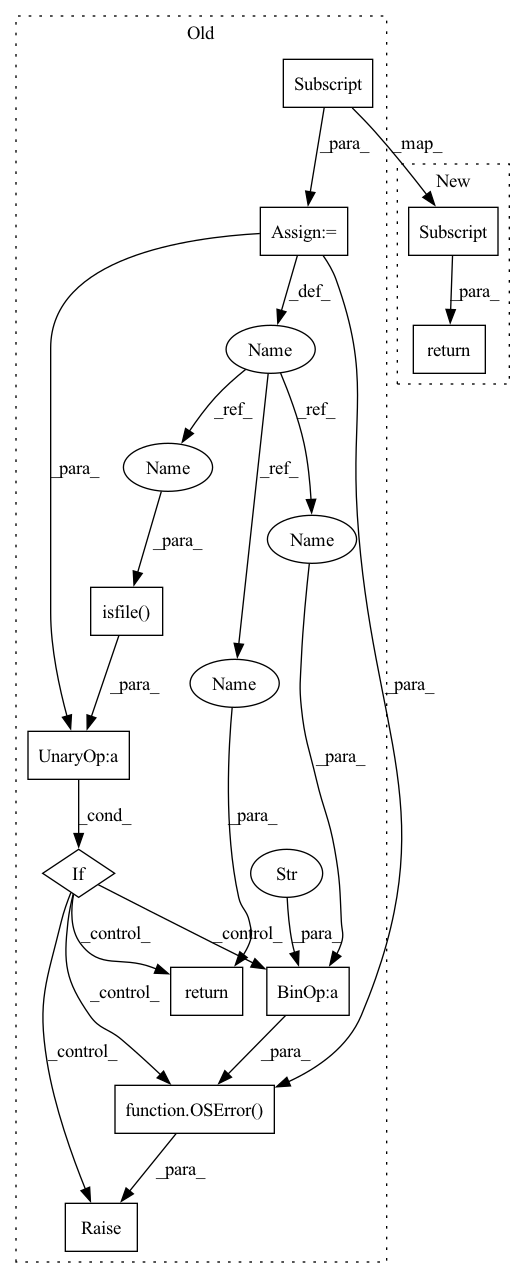 Old
Subscript
_para_
_map_
New
Assign:=
Subscript
_def_
_para_
Name
return
_ref_
_ref_
Name
_ref_
_para_
Name
_para_
isfile()
_para_
Name
_para_
UnaryOp:a
_para_
_cond_
_para_
If
Str
_control_
_control_
_para_
_control_
return
BinOp:a
_control_
_para_
function.OSError()
_para_
Raise